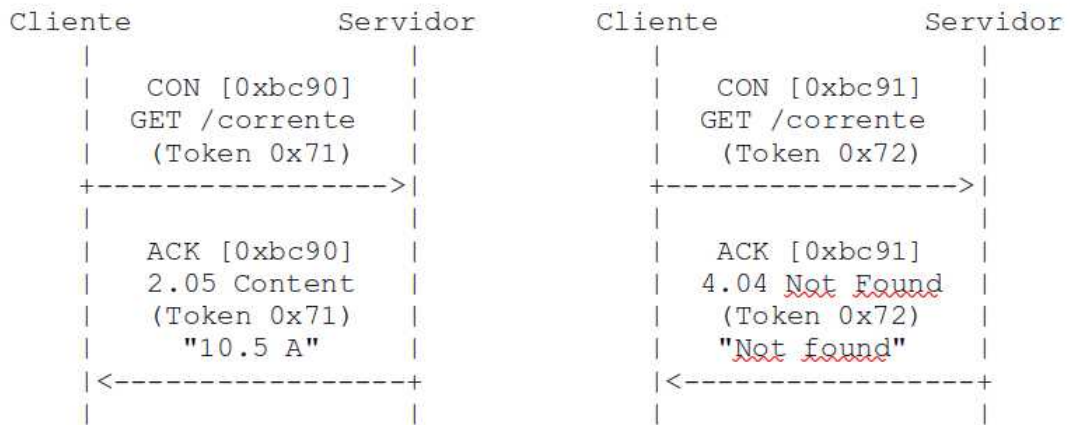 Cliente Servidor Cliente Servidor
CON [0xbc90] CON [0xbc91]
GET /corrente GET /corrente
(Token 0x71) (Token 0x72)
+----------------->| +----------------->|
ACK [0xbc90] ACK [0xbc91]
2.05 Content 4.04 Not Found
(Token 0x71) (Token 0x72)
"10.5 A" "Not found"
|<-----------------+ |<-----------------+